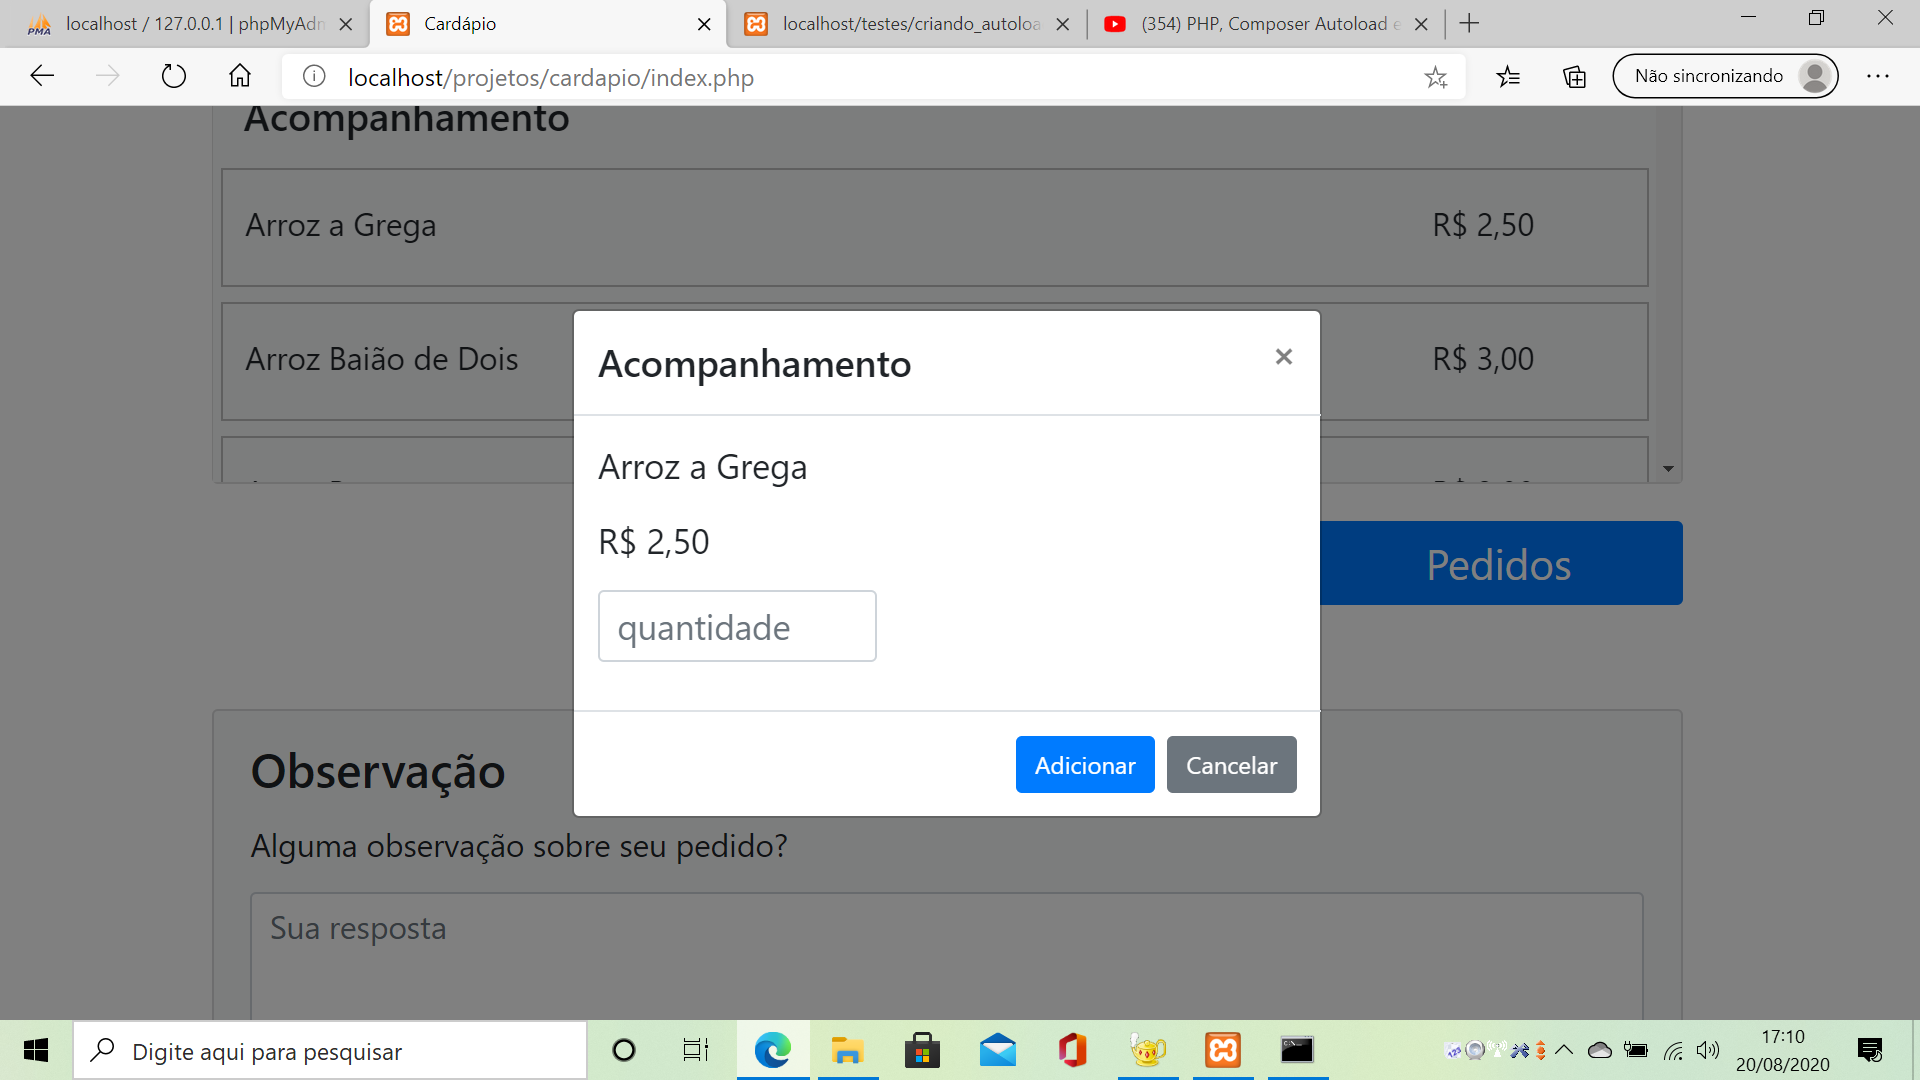 localhost / 127.0.0.1 | phpMyAdm
Cardápio
localhost/testes/criando_autoloa
(354) PHP, Composer Autoload e
localhost/projetos/cardapio/index.php
Não sincronizando
Acompanhamento
Arroz a Grega R$ 2,50
Arroz Baião de Dois R$ 3,00
Acompanhamento ×
Arroz a Grega
R$ 2,50
quantidade
Adicionar Cancelar
Pedidos
Observação
Alguma observação sobre seu pedido?
Sua resposta
Digite aqui para pesquisar
17:10
20/08/2020